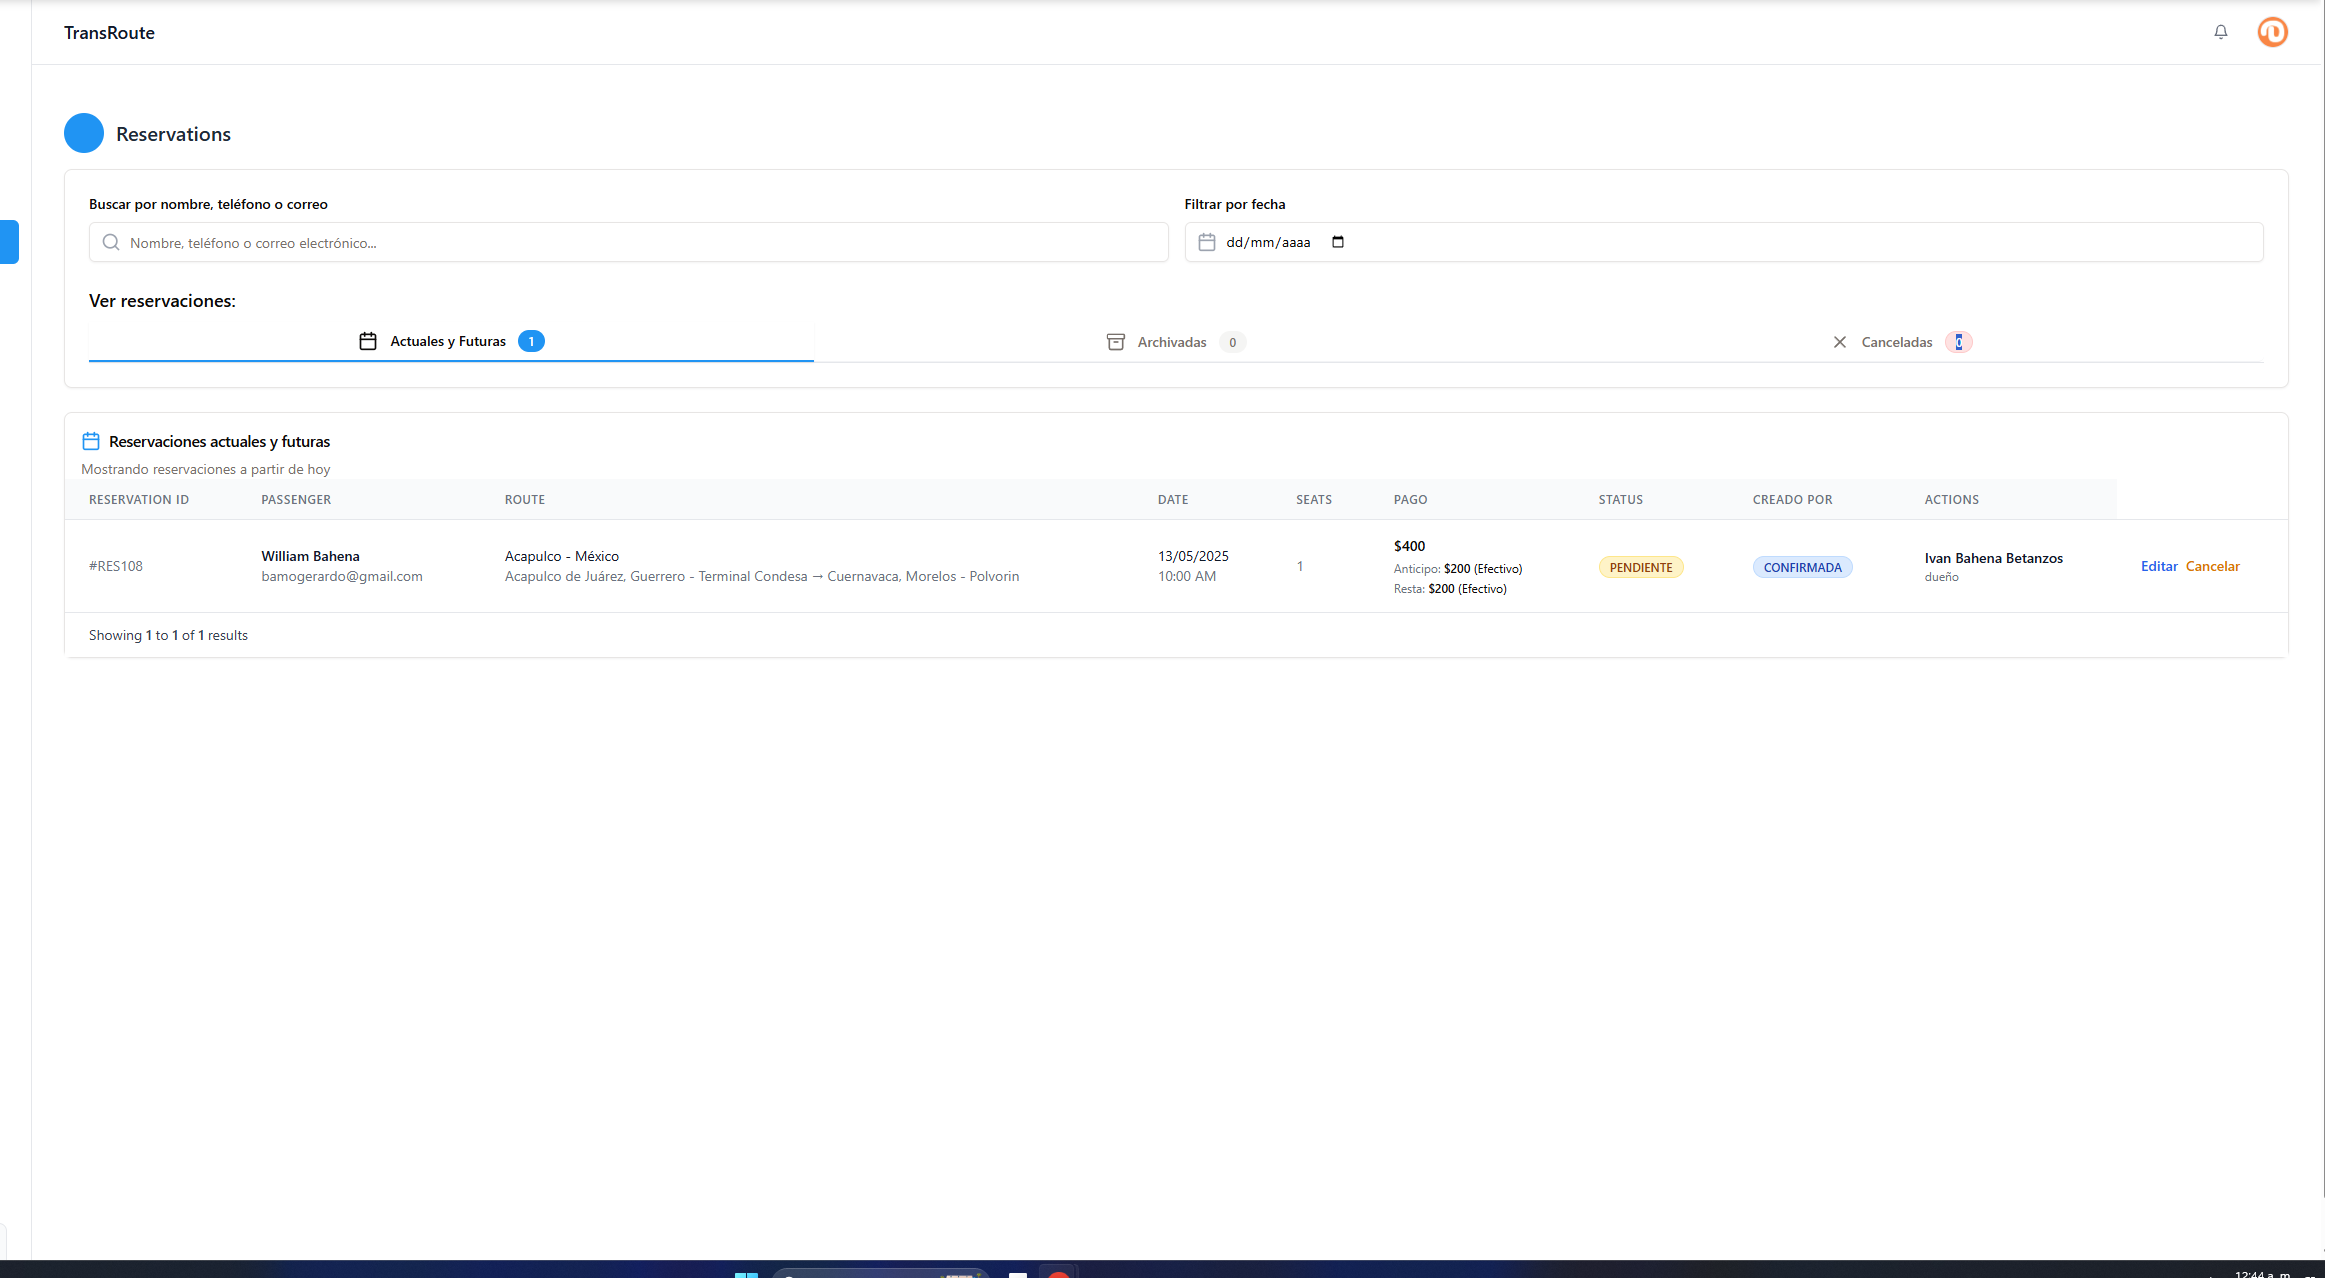 TransRoute
Reservations
Buscar por nombre, teléfono o correo
Filtrar por fecha
Nombre, teléfono o correo electrónico...
dd/mm/aaaa
Ver reservaciones:
Actuales y Futuras 1
Archivadas 0
Canceladas 0
Reservaciones actuales y futuras
Mostrando reservaciones a partir de hoy
RESERVATION ID PASSENGER ROUTE DATE SEATS PAGO STATUS CREADO POR ACTIONS
#RES108
William Bahena
bamogerardo@gmail.com
Acapulco - México
Acapulco de Juárez, Guerrero - Terminal Condesa → Cuernavaca, Morelos - Polvorin
13/05/2025
10:00 AM
1
$400
Anticipo: $200 (Efectivo)
Resta: $200 (Efectivo)
PENDIENTE
CONFIRMADA
Ivan Bahena Betanzos
dueño
Editar Cancelar
Showing 1 to 1 of 1 results
12:44 a. m.